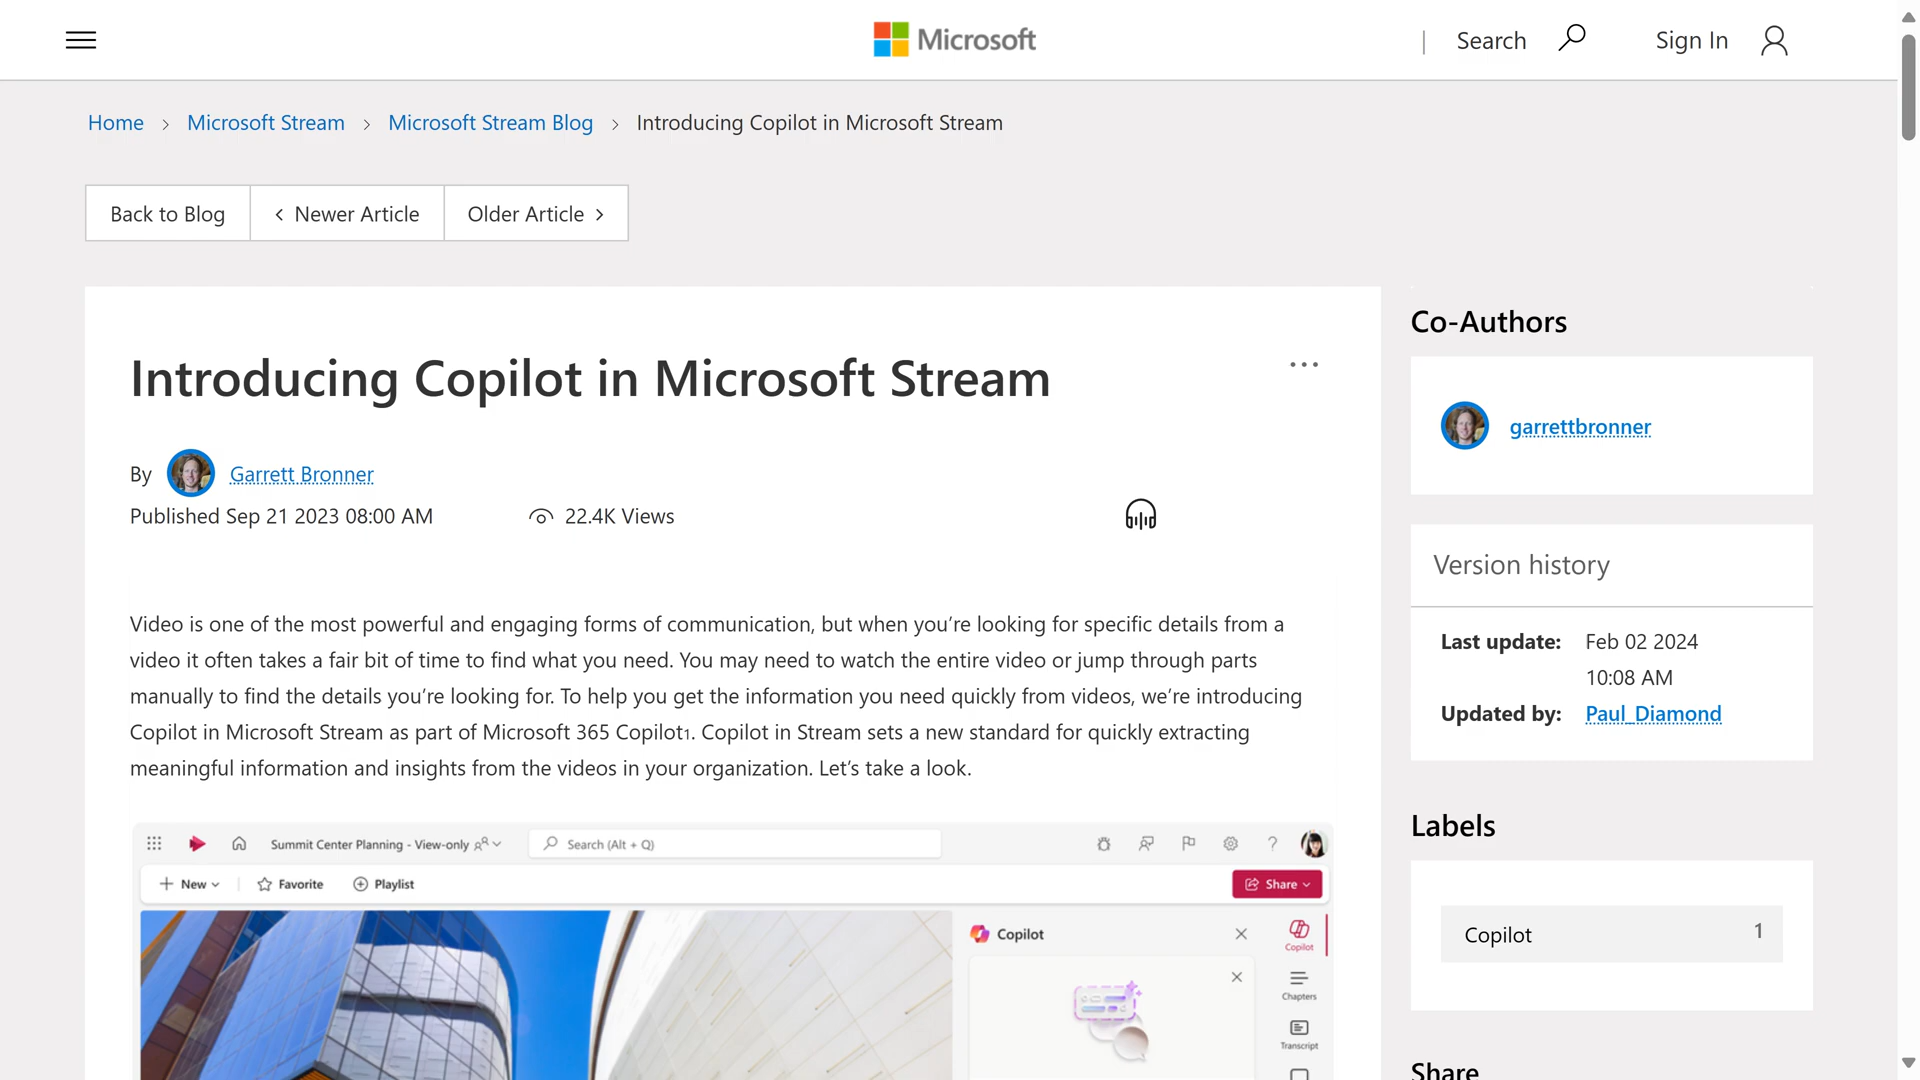 Microsoft
Search
Sign In
Home
Microsoft Stream
Microsoft Stream Blog
Introducing Copilot in Microsoft Stream
Back to Blog
Newer Article
Older Article
Introducing Copilot in Microsoft Stream
By Garrett Bronner
Published Sep 21 2023 08:00 AM
22.4K Views
Video is one of the most powerful and engaging forms of communication, but when you’re looking for specific details from a
video it often takes a fair bit of time to find what you need. You may need to watch the entire video or jump through parts
manually to find the details you’re looking for. To help you get the information you need quickly from videos, we’re introducing
Copilot in Microsoft Stream as part of Microsoft 365 Copilot1. Copilot in Stream sets a new standard for quickly extracting
meaningful information and insights from the videos in your organization. Let’s take a look.
Summit Center Planning - View-only
Search (Alt + Q)
New
Favorite
Playlist
Share
Copilot
Copilot
Chapters
Transcript
Co-Authors
garrettbronner
Version history
Last update: Feb 02 2024
10:08 AM
Updated by: Paul_Diamond
Labels
Copilot 1
Share